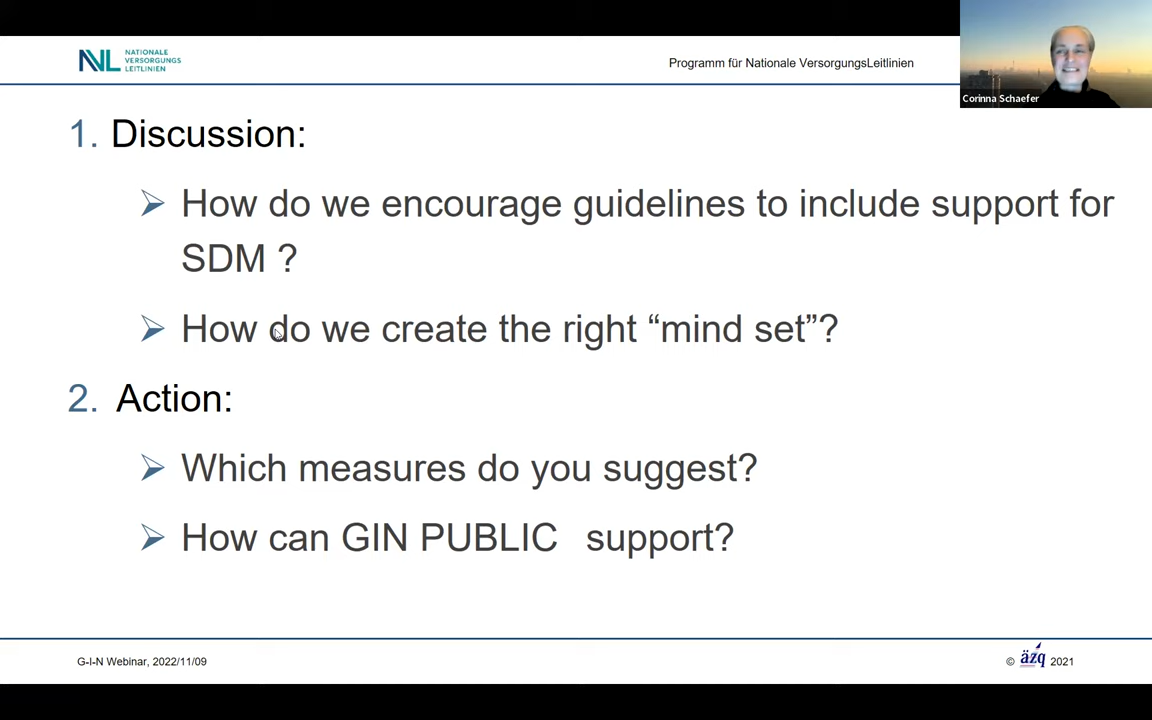 NVL NATIONALE
VERSORGUNGS
LEITLINIEN
Programm für Nationale VersorgungsLeitlinien
Corinna Schaefer
1. Discussion:
How do we encourage guidelines to include support for
SDM ?
How do we create the right “mind set”?
2. Action:
Which measures do you suggest?
How can GIN PUBLIC support?
G-I-N Webinar, 2022/11/09
© äzq 2021